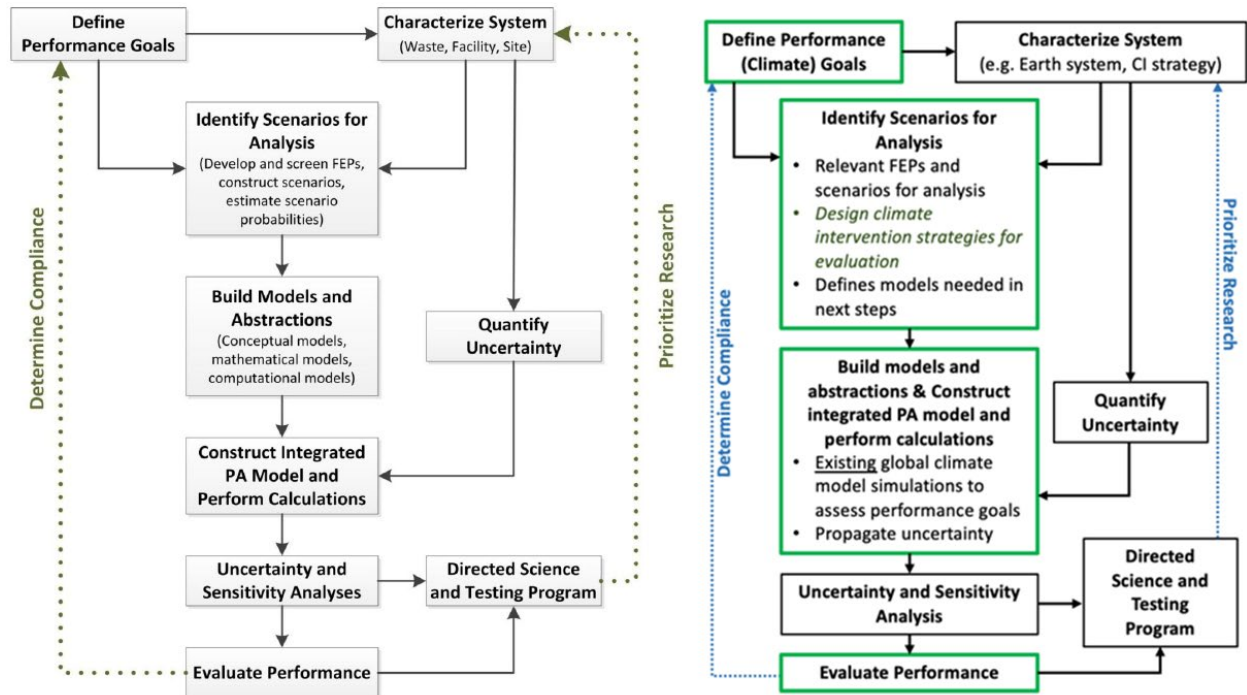 Define
Performance Goals
Characterize System
(Waste, Facility, Site)
Identify Scenarios for
Analysis
(Develop and screen FEPs,
construct scenarios,
estimate scenario
probabilities)
Build Models and
Abstractions
(Conceptual models,
mathematical models,
computational models)
Quantify
Uncertainty
Construct Integrated
PA Model and
Perform Calculations
Uncertainty and
Sensitivity Analyses
Directed Science
and Testing Program
Evaluate Performance
Determine Compliance
Prioritize Research
Define Performance
(Climate) Goals
Characterize System
(e.g. Earth system, CI strategy)
Identify Scenarios for
Analysis
• Relevant FEPs and
scenarios for analysis
• Design climate
intervention strategies for
evaluation
• Defines models needed in
next steps
Build models and
abstractions & Construct
integrated PA model and
perform calculations
• Existing global climate
model simulations to
assess performance goals
• Propagate uncertainty
Quantify
Uncertainty
Uncertainty and Sensitivity
Analysis
Directed
Science and
Testing
Program
Evaluate Performance
Determine Compliance
Prioritize Research